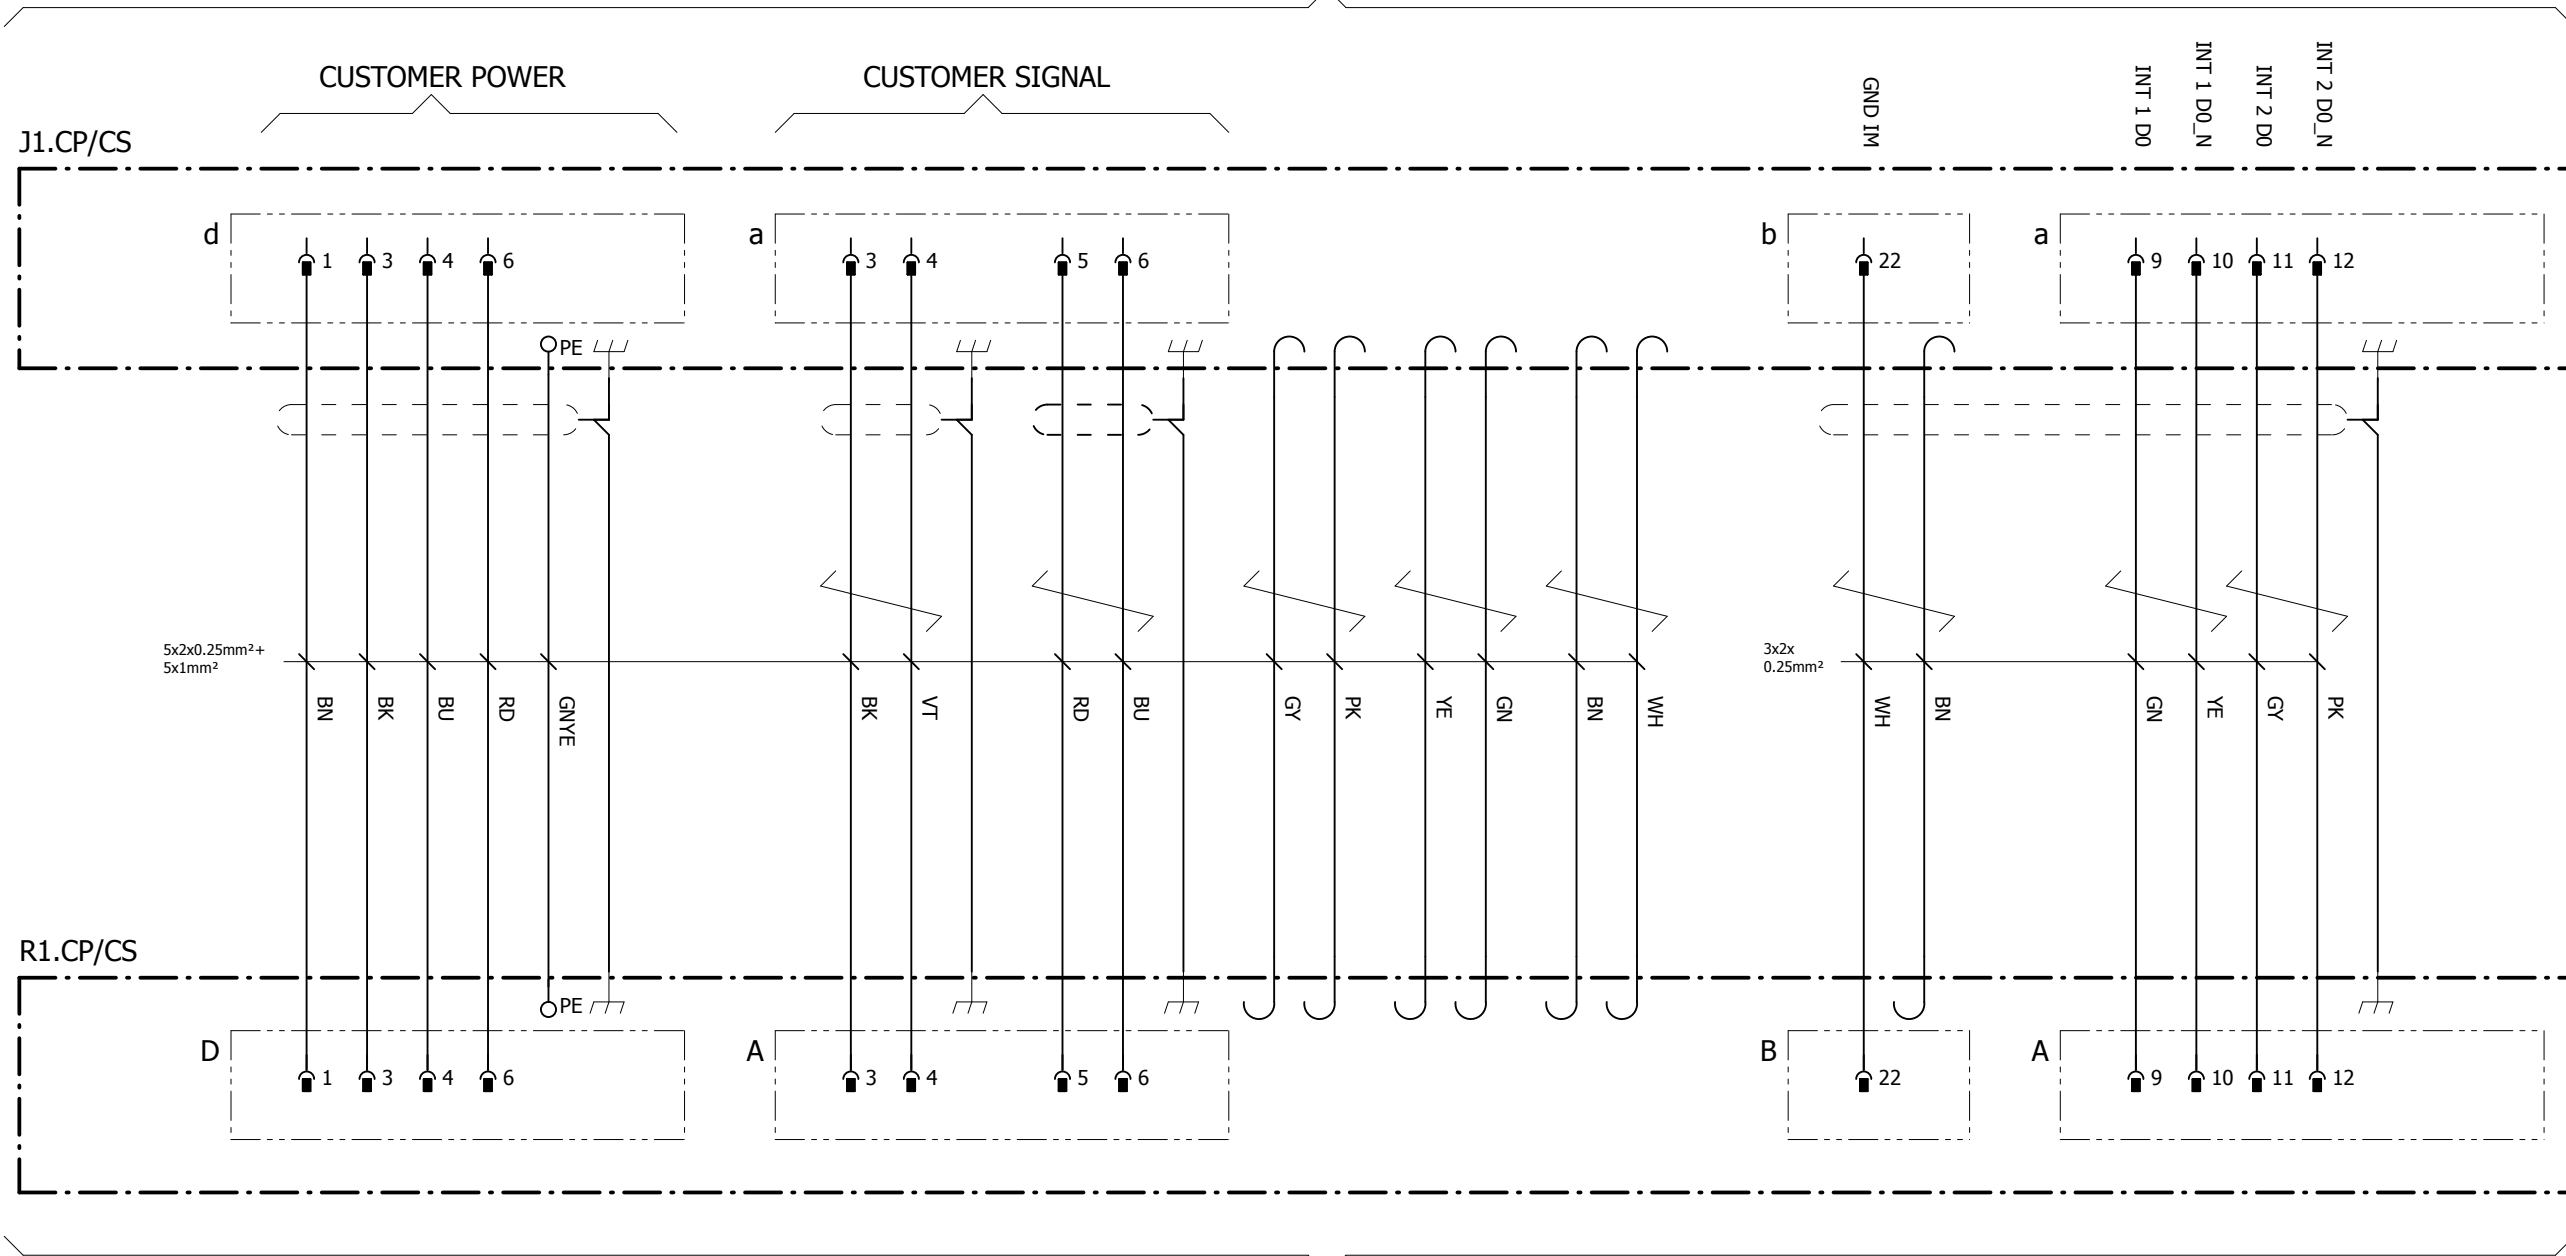 CUSTOMER POWER
CUSTOMER SIGNAL
GND IM
INT 1 D0
INT 1 D0_N
INT 2 D0
INT 2 D0_N
J1.CP/CS
d
1
3
4
6
a
3
4
5
6
b
22
a
9
10
11
12
PE
5x2x0.25mm²+
5x1mm²
3x2x
0.25mm²
BN
BK
BU
RD
GNYE
BK
VT
RD
BU
GY
PK
YE
GN
BN
WH
WH
BN
GN
YE
GY
PK
R1.CP/CS
PE
D
1
3
4
6
A
3
4
5
6
B
22
A
9
10
11
12